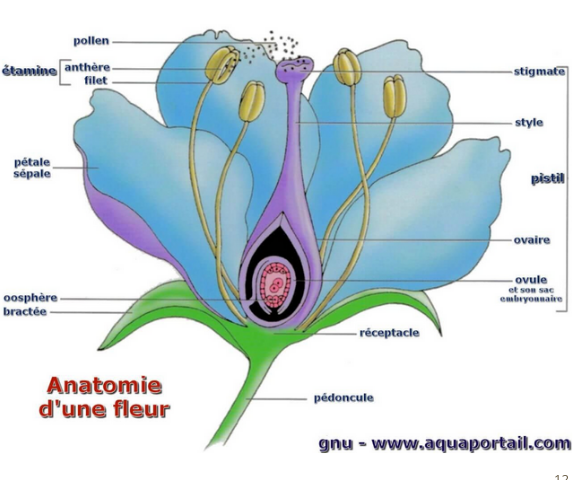 pollen
étamine
anthère
filet
stigmate
style
pétale
sépale
pistil
ovaire
ovule
et son sac
embryonnaire
oosphère
bractée
réceptacle
Anatomie
d'une fleur
pédoncule
gnu - www.aquaportail.com
12